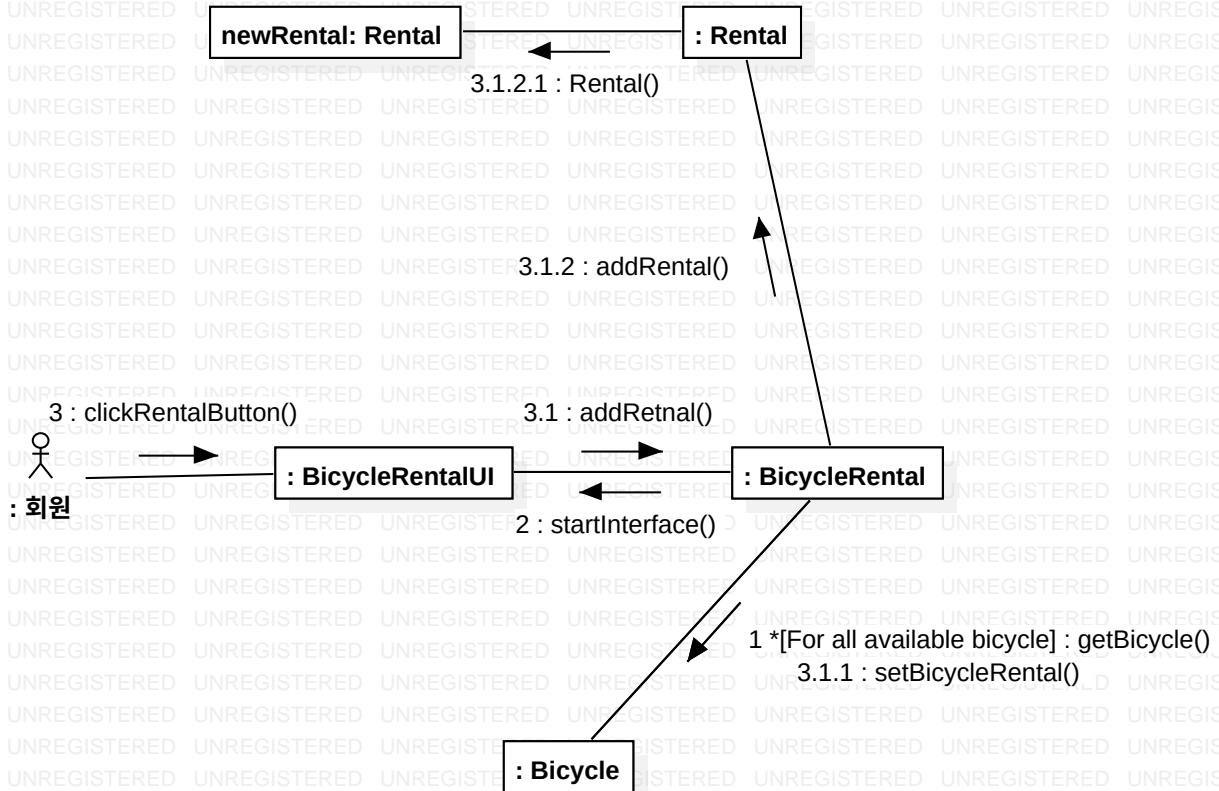 newRental: Rental
: Rental
3.1.2.1 : Rental()
3.1.2 : addRental()
3 : clickRentalButton()
3.1 : addRetnal()
: BicycleRentalUI
: BicycleRental
: 회원
2 : startInterface()
1 *[For all available bicycle] : getBicycle()
3.1.1 : setBicycleRental()
: Bicycle
UNREGISTERED